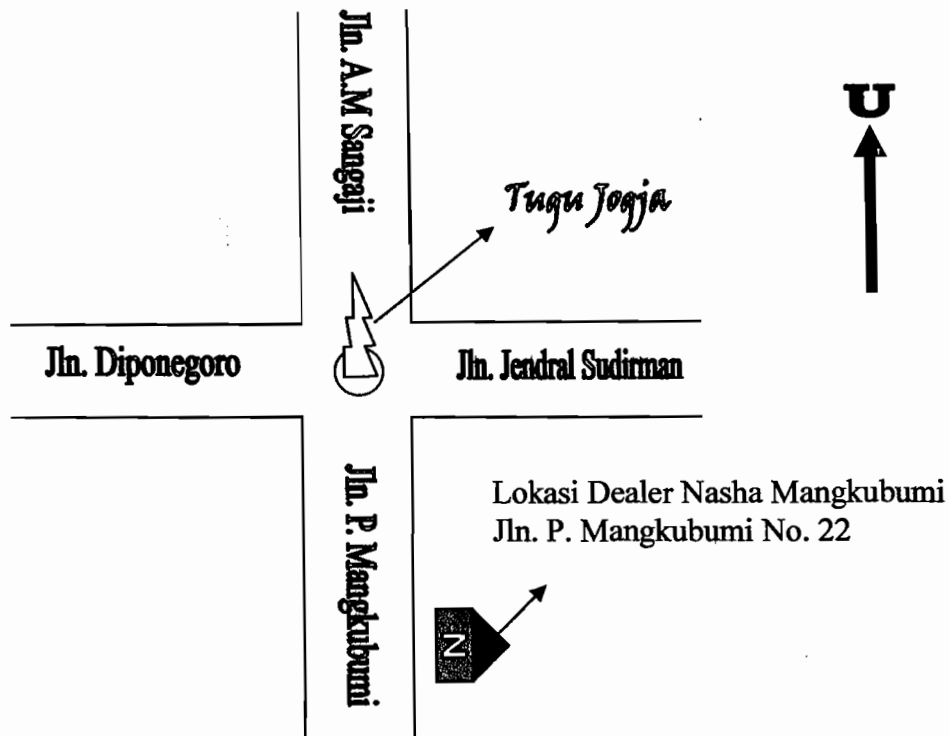 Jln. A.M Sangaji
U
Tugu Jogja
Jln. Diponegoro
Jln. Jendral Sudirman
Jln. P. Mangkubumi
Lokasi Dealer Nasha Mangkubumi
Jln. P. Mangkubumi No. 22
N